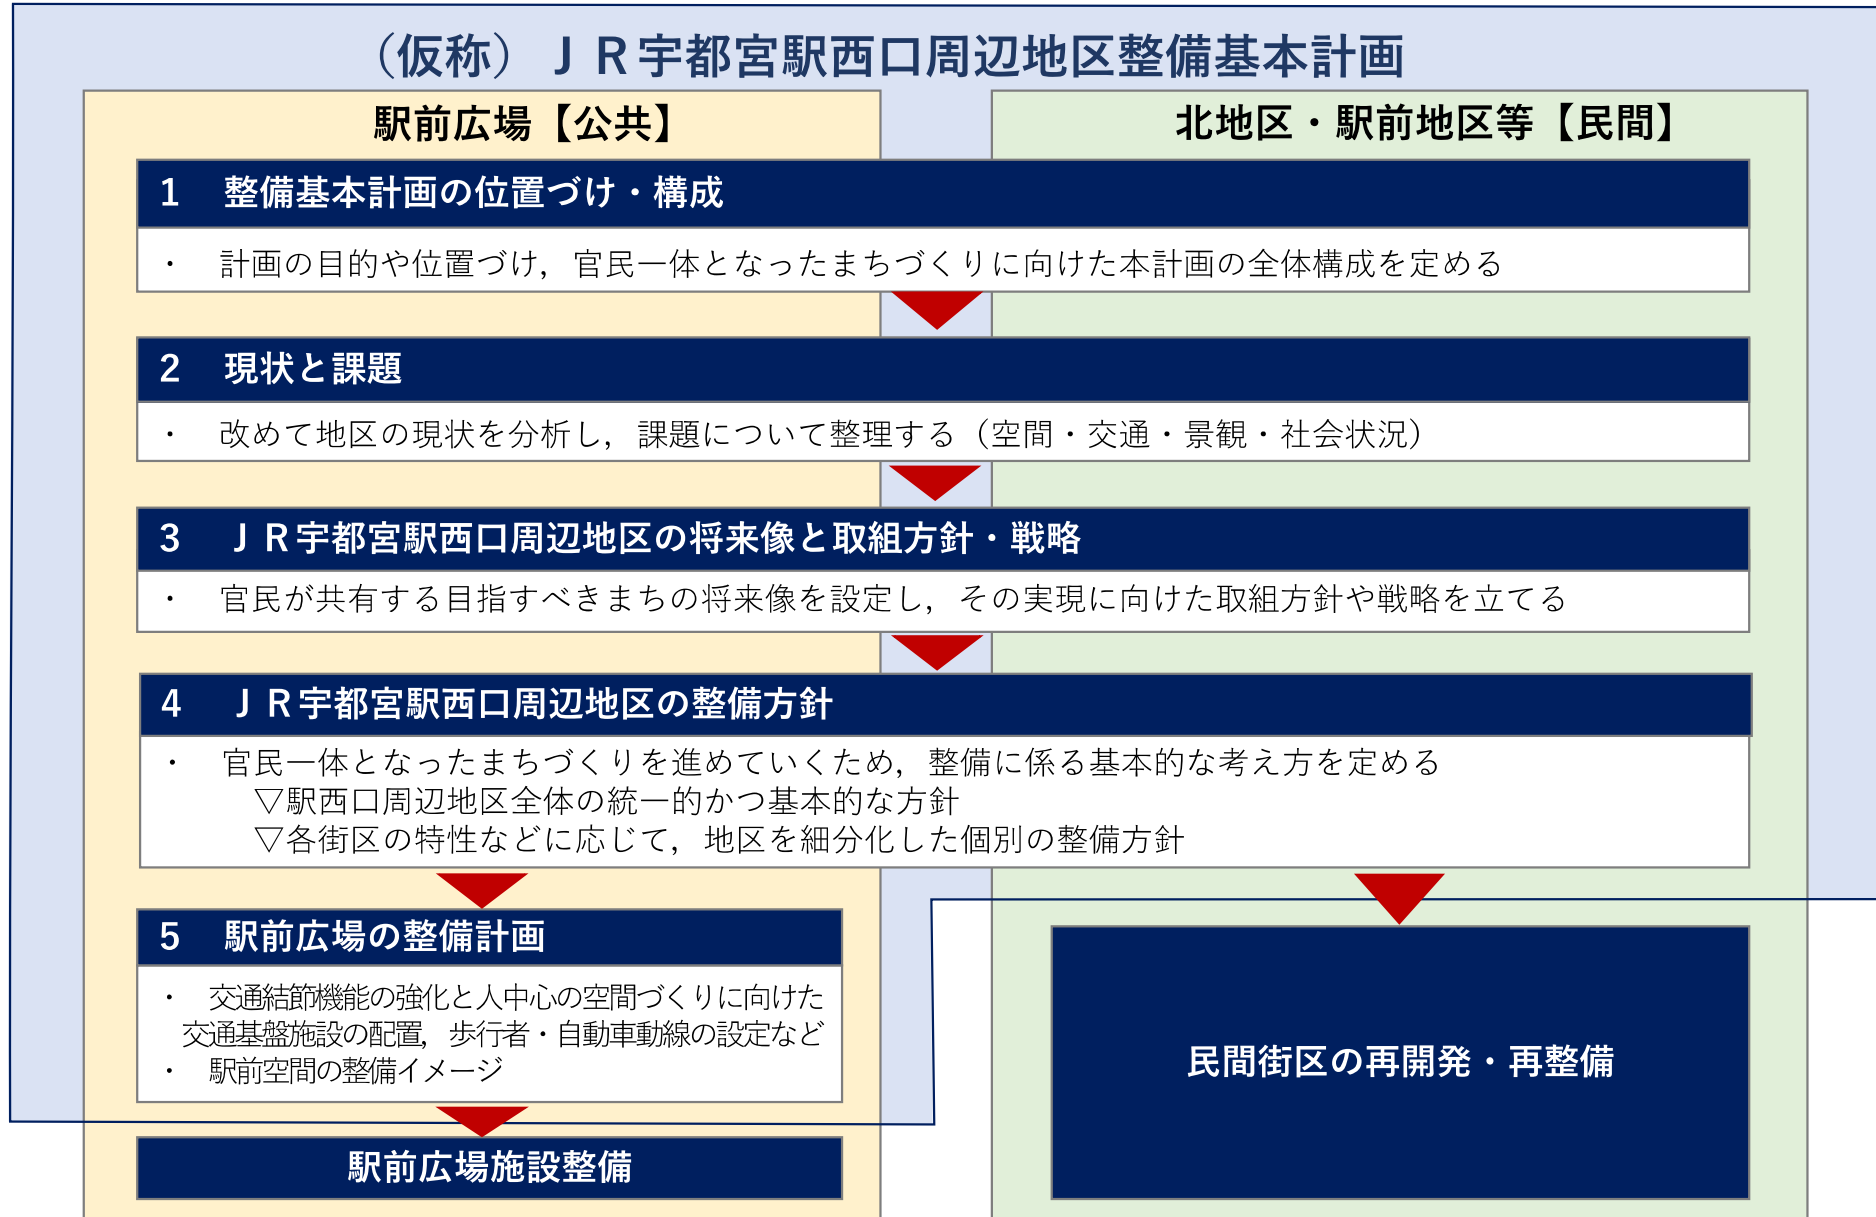 （仮称）ＪＲ宇都宮駅西口周辺地区整備基本計画
駅前広場【公共】
北地区・駅前地区等【民間】
1　整備基本計画の位置づけ・構成
・　計画の目的や位置づけ，官民一体となったまちづくりに向けた本計画の全体構成を定める
2　現状と課題
・　改めて地区の現状を分析し，課題について整理する（空間・交通・景観・社会状況）
3　ＪＲ宇都宮駅西口周辺地区の将来像と取組方針・戦略
・　官民が共有する目指すべきまちの将来像を設定し，その実現に向けた取組方針や戦略を立てる
4　ＪＲ宇都宮駅西口周辺地区の整備方針
・　官民一体となったまちづくりを進めていくため，整備に係る基本的な考え方を定める
▽駅西口周辺地区全体の統一的かつ基本的な方針
▽各街区の特性などに応じて，地区を細分化した個別の整備方針
5　駅前広場の整備計画
・　交通結節機能の強化と人中心の空間づくりに向けた
交通基盤施設の配置，歩行者・自動車動線の設定など
・　駅前空間の整備イメージ
駅前広場施設整備
民間街区の再開発・再整備